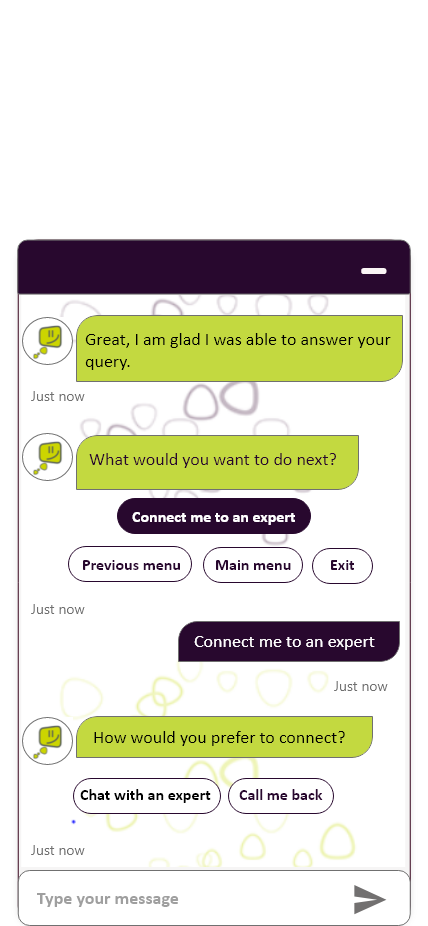 Great, I am glad I was able to answer your
query.
Just now
What would you want to do next?
Connect me to an expert
Previous menu Main menu Exit
Just now
Connect me to an expert
Just now
How would you prefer to connect?
Chat with an expert Call me back
Just now
Type your message